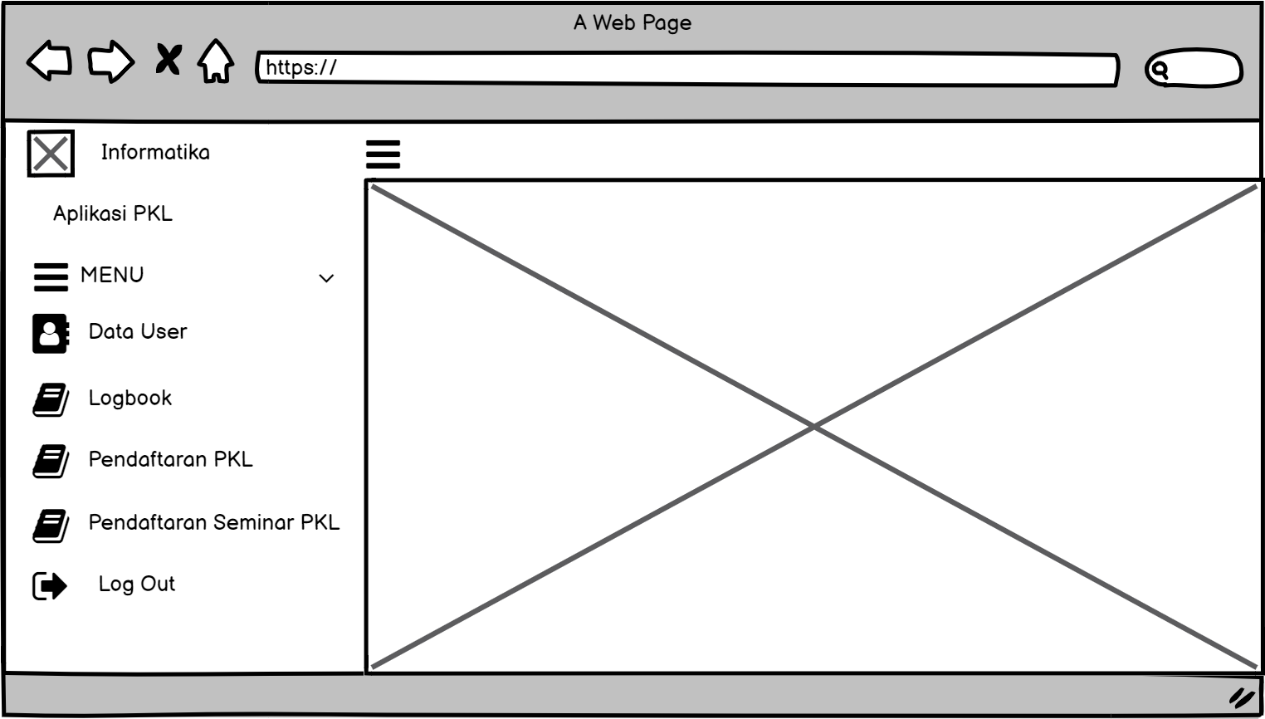 A Web Page
https://
Informatika
Aplikasi PKL
MENU
Data User
Logbook
Pendaftaran PKL
Pendaftaran Seminar PKL
Log Out